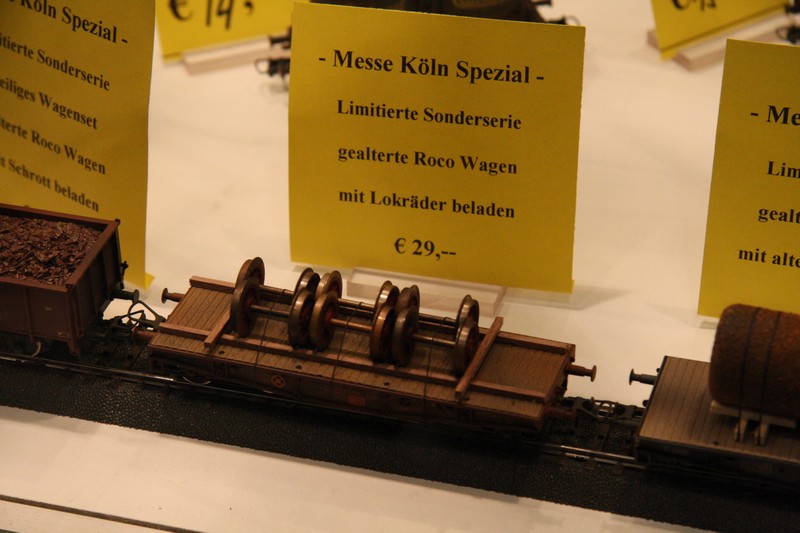 Köln Spezial -
itierte Sonderserie
eiliges Wagenset
lterte Roco Wagen
t Schrott beladen
€ 14,
- Messe Köln Spezial -
Limitierte Sonderserie
gealterte Roco Wagen
mit Lokräder beladen
€ 29,--
- Me
Lim
gealt
mit alte